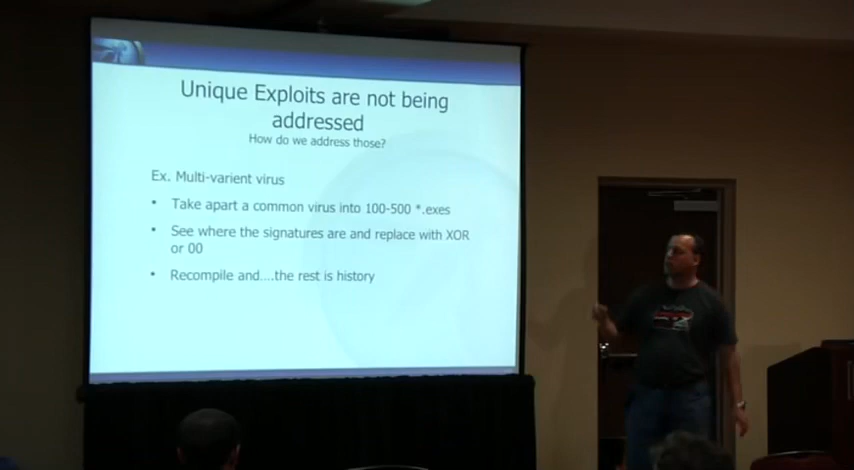 Unique Exploits are not being
addressed
How do we address those?
Ex. Multi-varient virus
• Take apart a common virus into 100-500 *.exes
• See where the signatures are and replace with XOR
or 00
• Recompile and....the rest is history